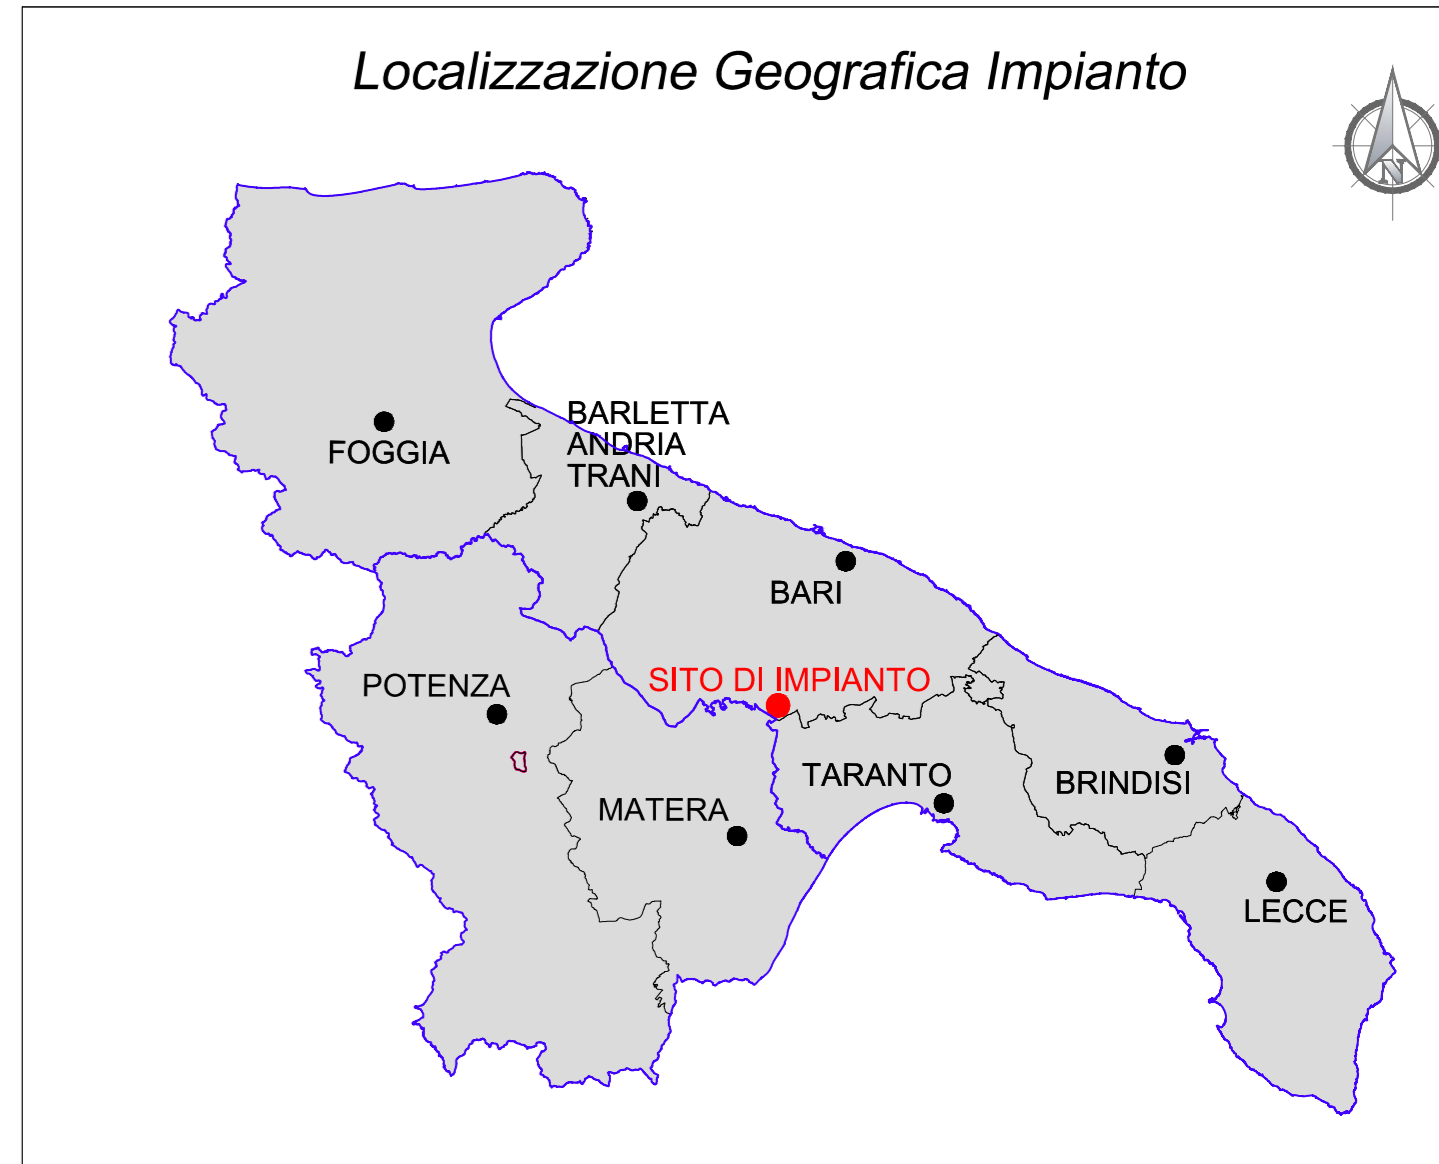 Localizzazione Geografica Impianto
N
BARLETTA
ANDRIA
TRANI
FOGGIA
BARI
SITO DI IMPIANTO
POTENZA
TARANTO
BRINDISI
MATERA
LECCE